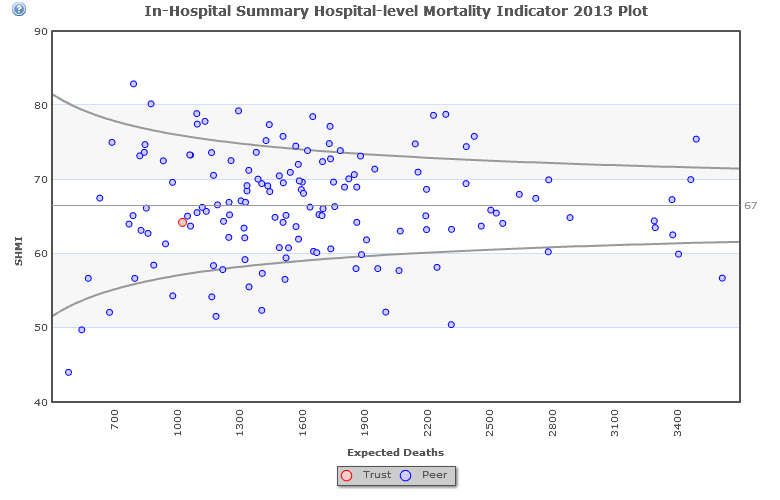 ?
In-Hospital Summary Hospital-level Mortality Indicator 2013 Plot
90
80
70
67
60
50
40
SHMI
700 1000 1300 1600 1900 2200 2500 2800 3100 3400
Expected Deaths
Trust Peer